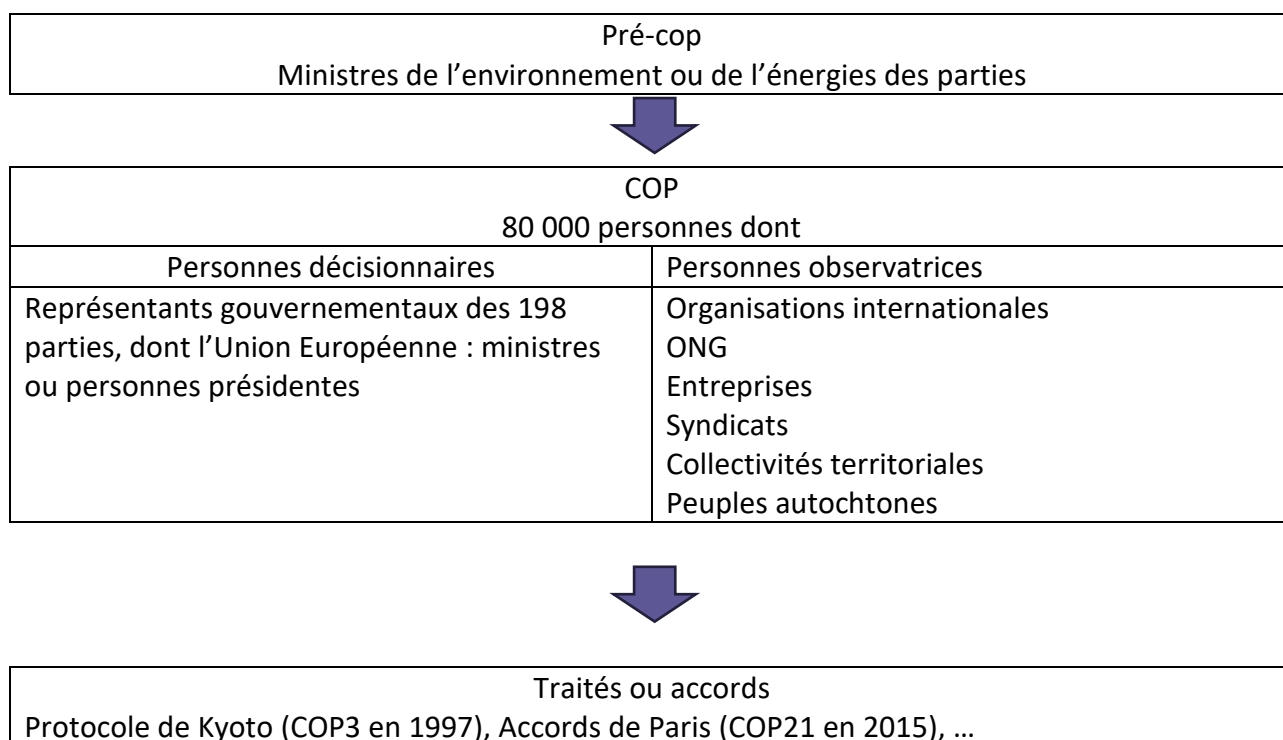 Pré-cop
Ministres de l’environnement ou de l’énergies des parties
COP
80 000 personnes dont
Personnes décisionnaires
Personnes observatrices
Représentants gouvernementaux des 198
parties, dont l’Union Européenne : ministres
ou personnes présidentes
Organisations internationales
ONG
Entreprises
Syndicats
Collectivités territoriales
Peuples autochtones
Traités ou accords
Protocole de Kyoto (COP3 en 1997), Accords de Paris (COP21 en 2015), …